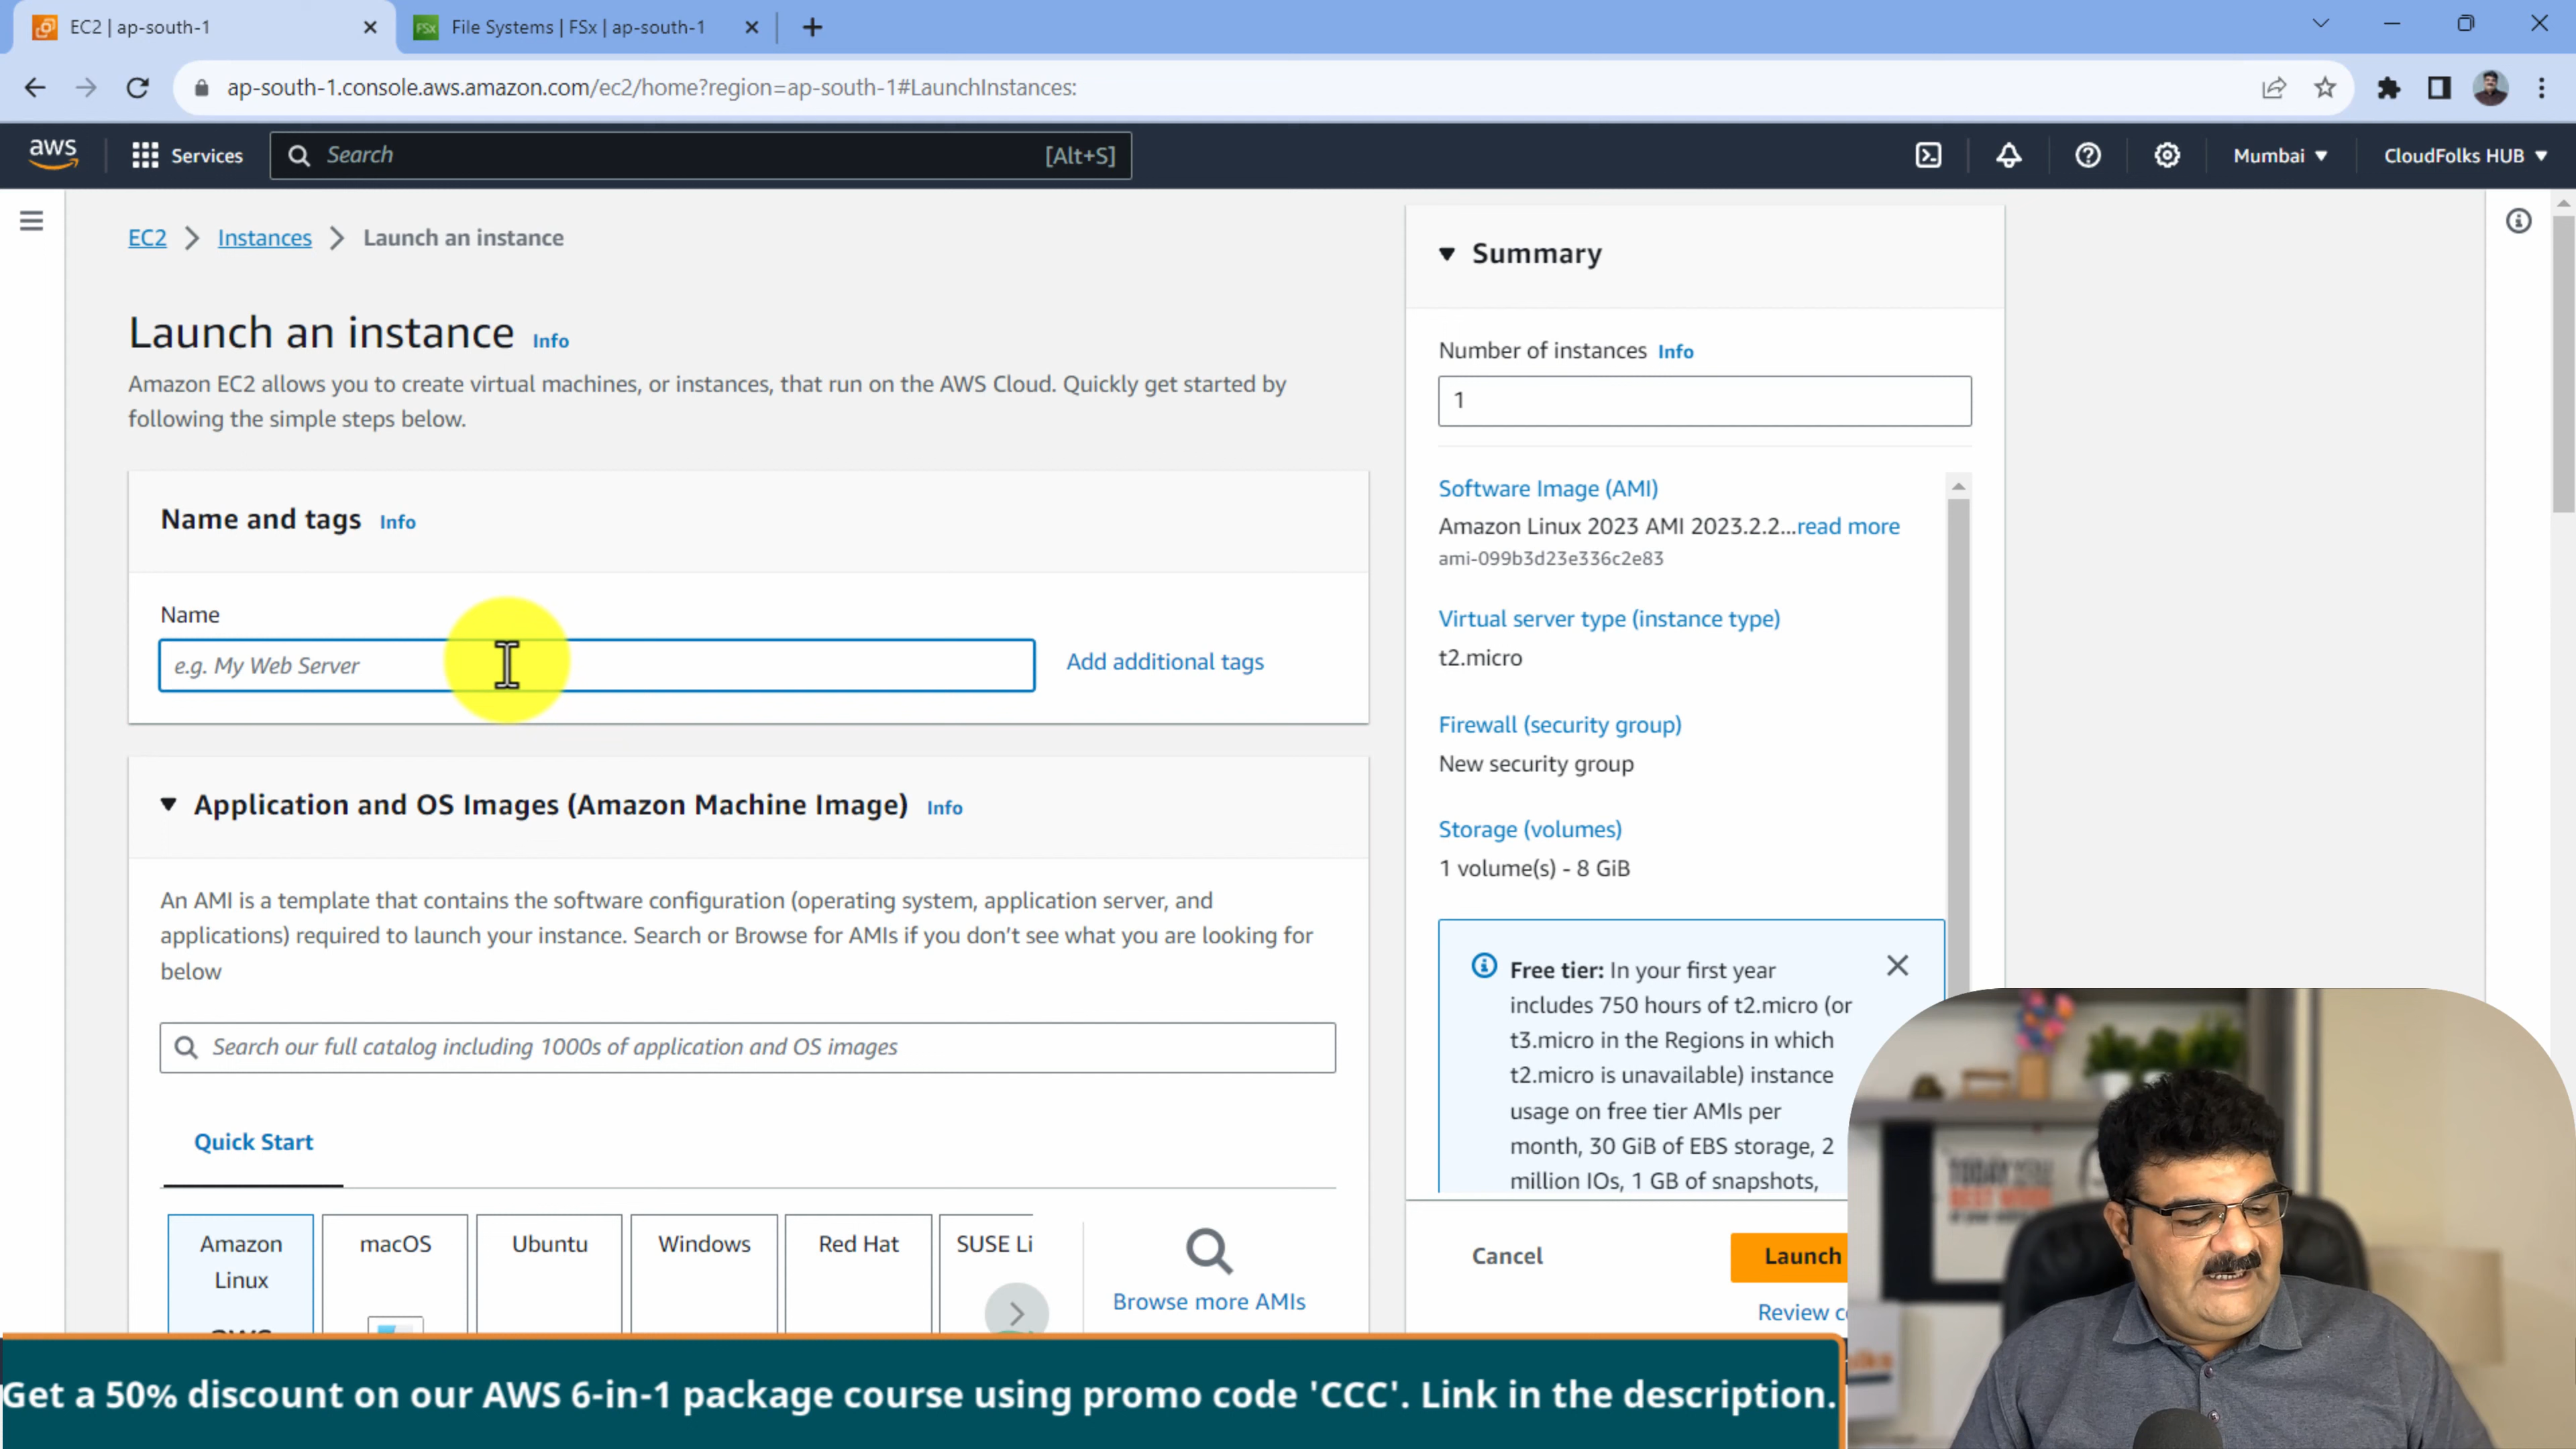 EC2 | ap-south-1
FSx
File Systems | FSx | ap-south-1
ap-south-1.console.aws.amazon.com/ec2/home?region=ap-south-1#LaunchInstances:
aws
Services
Search
[Alt+S]
Mumbai
CloudFolks HUB
EC2
Instances
Launch an instance
Launch an instance Info
Amazon EC2 allows you to create virtual machines, or instances, that run on the AWS Cloud. Quickly get started by
following the simple steps below.
Name and tags Info
Name
e.g. My Web Server
Add additional tags
Application and OS Images (Amazon Machine Image) Info
An AMI is a template that contains the software configuration (operating system, application server, and
applications) required to launch your instance. Search or Browse for AMIs if you don't see what you are looking for
below
Search our full catalog including 1000s of application and OS images
Quick Start
Amazon
Linux
macOS
Ubuntu
Windows
Red Hat
SUSE Li
Browse more AMIs
Summary
Number of instances Info
1
Software Image (AMI)
Amazon Linux 2023 AMI 2023.2.2...read more
ami-099b3d23e336c2e83
Virtual server type (instance type)
t2.micro
Firewall (security group)
New security group
Storage (volumes)
1 volume(s) - 8 GiB
Free tier: In your first year
includes 750 hours of t2.micro (or
t3.micro in the Regions in which
t2.micro is unavailable) instance
usage on free tier AMIs per
month, 30 GiB of EBS storage, 2
million IOs, 1 GB of snapshots,
Cancel
Launch
Review
Get a 50% discount on our AWS 6-in-1 package course using promo code 'CCC'. Link in the description.